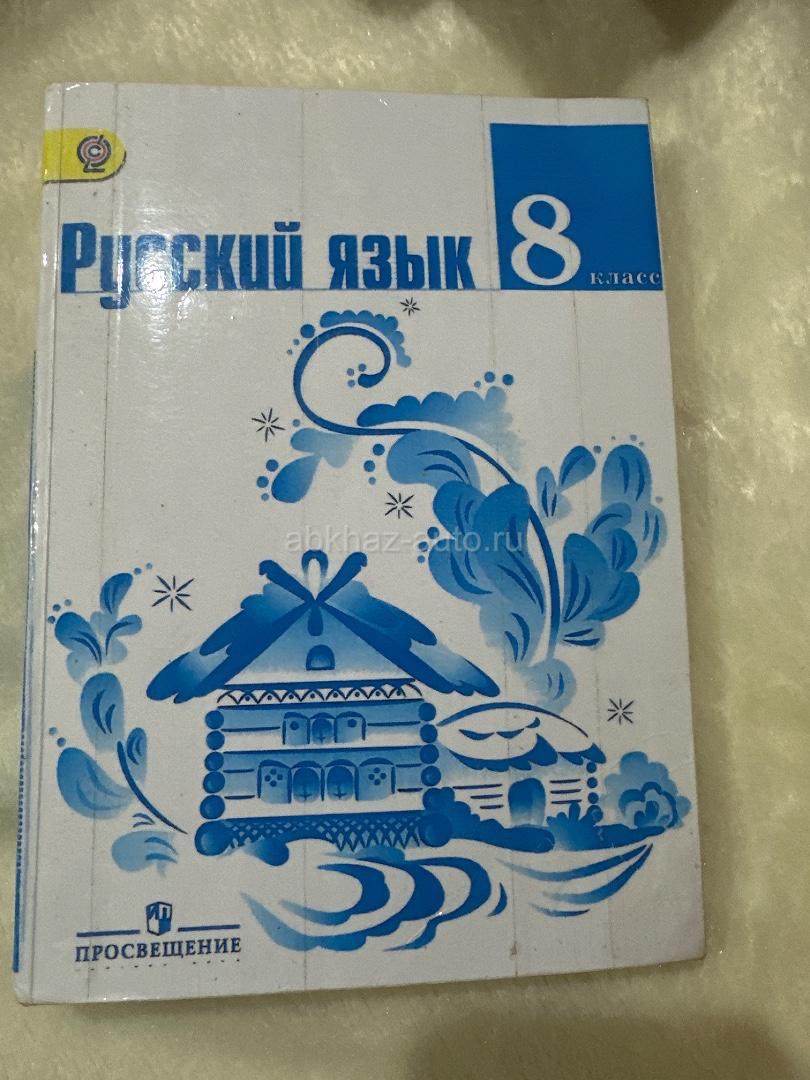 Русский язык
8
класс
abkhaz-auto.ru
ПРОСВЕЩЕНИЕ